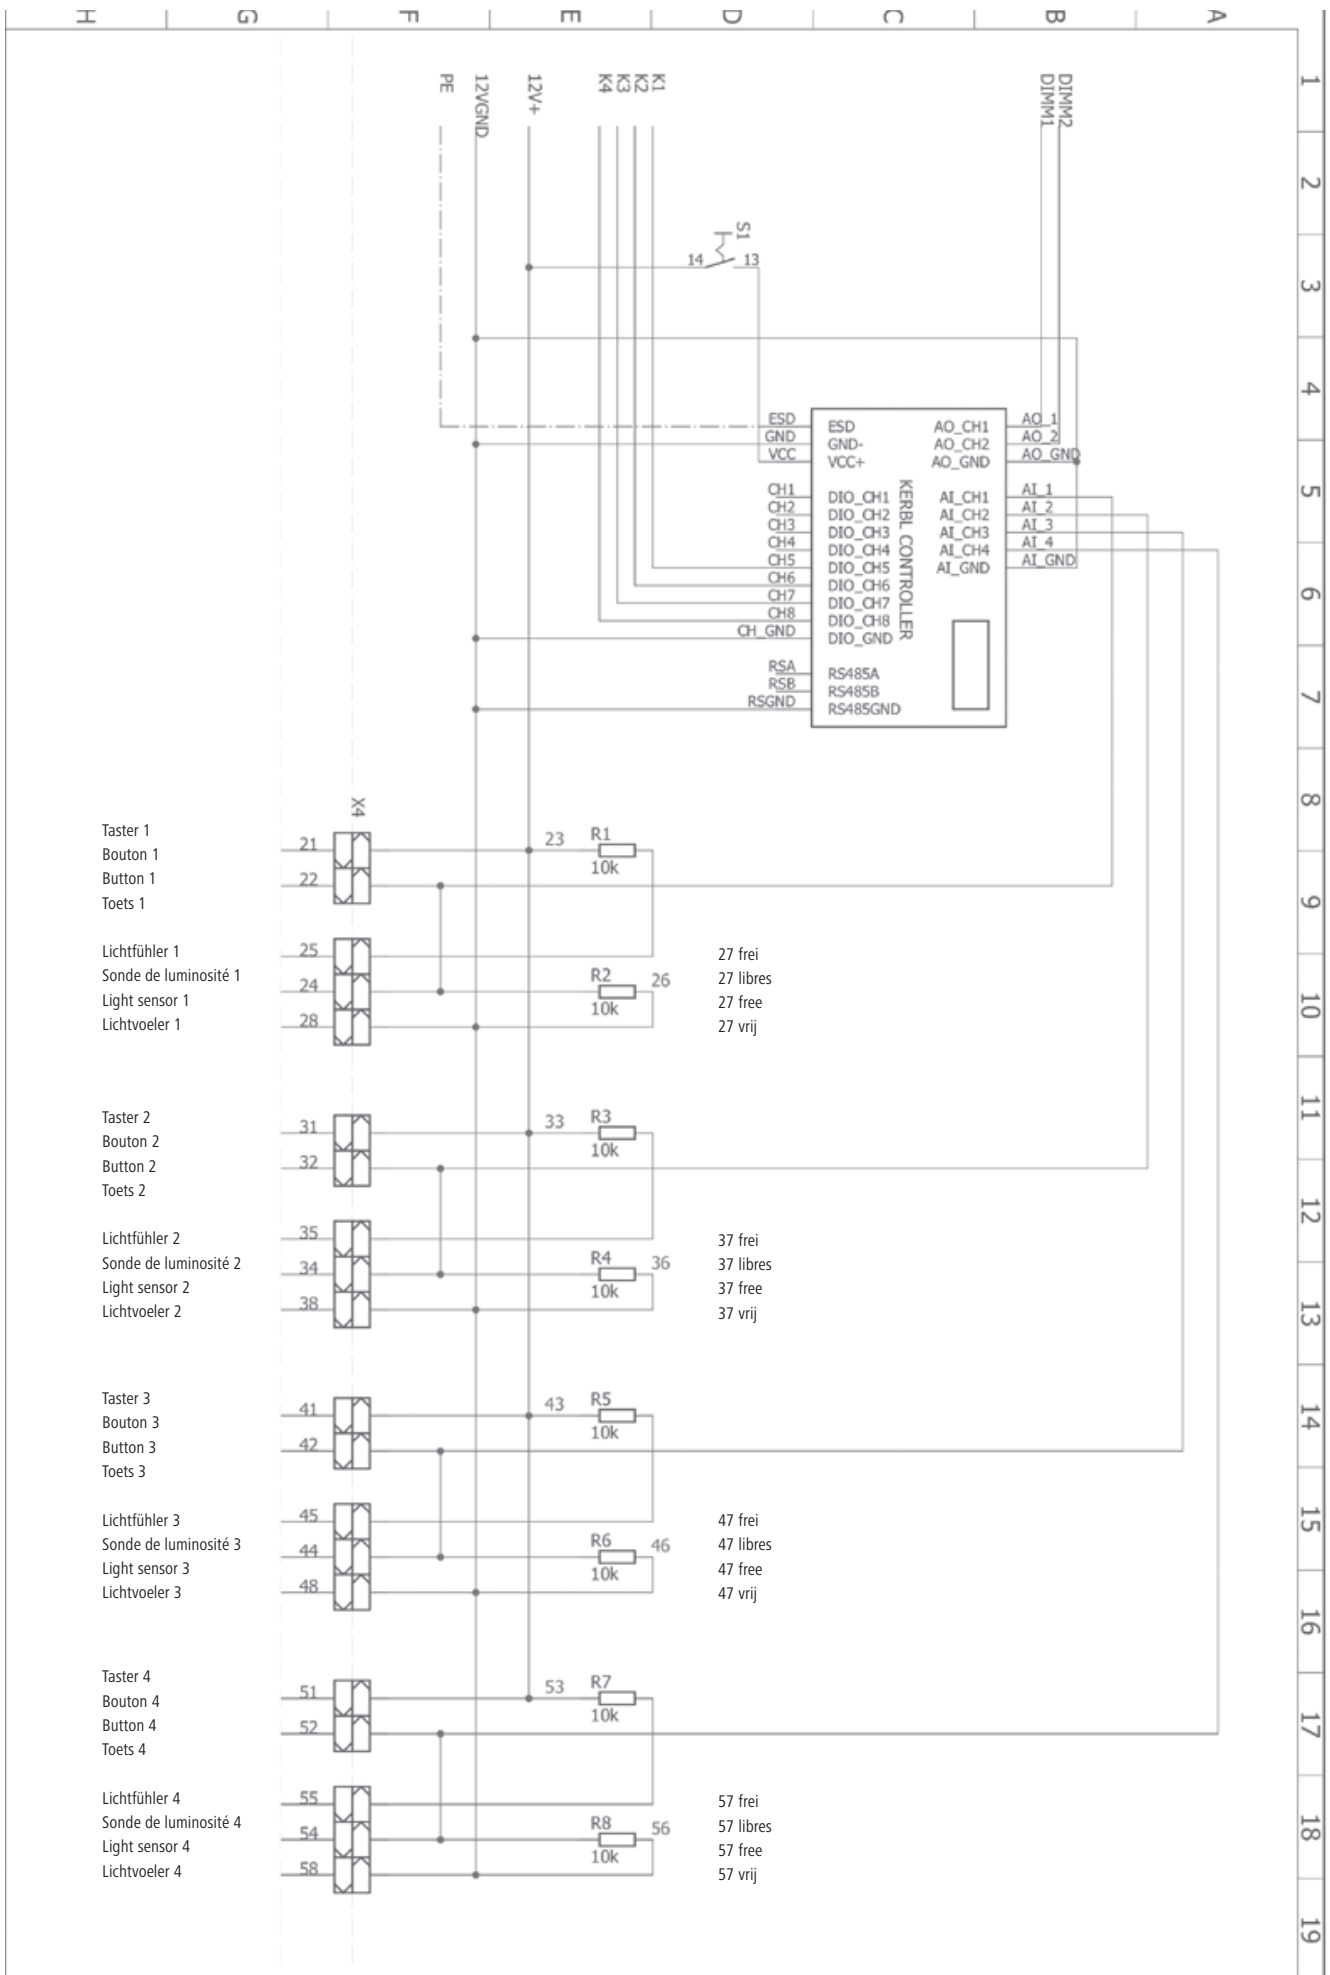 H G F E D C B A
1
2
3
4
5
6
7
8
9
10
11
12
13
14
15
16
17
18
19
PE
12VGND
12V+
K4
K3
K2
K1
DIMM1
DIMM2
S1
14 13
ESD ESD AO_CH1 AO_1
GND GND- AO_CH2 AO_2
VCC VCC+ AO_GND AO_GND
CH1 DIO_CH1 AI_CH1 AI_1
CH2 DIO_CH2 AI_CH2 AI_2
CH3 DIO_CH3 AI_CH3 AI_3
CH4 DIO_CH4 AI_CH4 AI_4
CH5 DIO_CH5 AI_GND AI_GND
CH6 DIO_CH6
CH7 DIO_CH7
CH8 DIO_CH8
CH_GND DIO_GND
KERBL CONTROLLER
RSA RS485A
RSB RS485B
RSGND RS485GND
X4
Taster 1
Bouton 1
Button 1
Toets 1
21
22
23 R1
10k
Lichtfühler 1
Sonde de luminosité 1
Light sensor 1
Lichtvoeler 1
25
24
28
R2 26
10k
27 frei
27 libres
27 free
27 vrij
Taster 2
Bouton 2
Button 2
Toets 2
31
32
33 R3
10k
Lichtfühler 2
Sonde de luminosité 2
Light sensor 2
Lichtvoeler 2
35
34
38
R4 36
10k
37 frei
37 libres
37 free
37 vrij
Taster 3
Bouton 3
Button 3
Toets 3
41
42
43 R5
10k
Lichtfühler 3
Sonde de luminosité 3
Light sensor 3
Lichtvoeler 3
45
44
48
R6 46
10k
47 frei
47 libres
47 free
47 vrij
Taster 4
Bouton 4
Button 4
Toets 4
51
52
53 R7
10k
Lichtfühler 4
Sonde de luminosité 4
Light sensor 4
Lichtvoeler 4
55
54
58
R8 56
10k
57 frei
57 libres
57 free
57 vrij